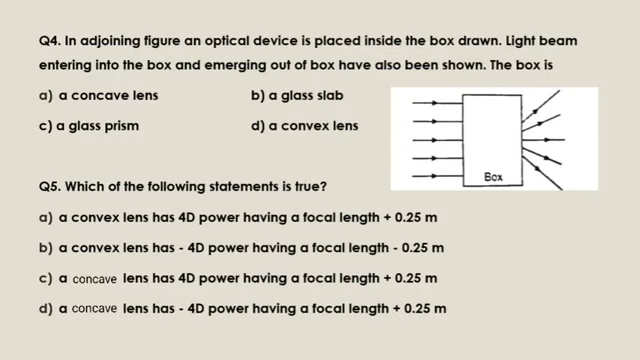 Q4. In adjoining figure an optical device is placed inside the box drawn. Light beam
entering into the box and emerging out of box have also been shown. The box is
a) a concave lens
b) a glass slab
c) a glass prism
d) a convex lens
Box
Q5. Which of the following statements is true?
a) a convex lens has 4D power having a focal length + 0.25 m
b) a convex lens has - 4D power having a focal length - 0.25 m
c) a concave lens has 4D power having a focal length + 0.25 m
d) a concave lens has - 4D power having a focal length + 0.25 m